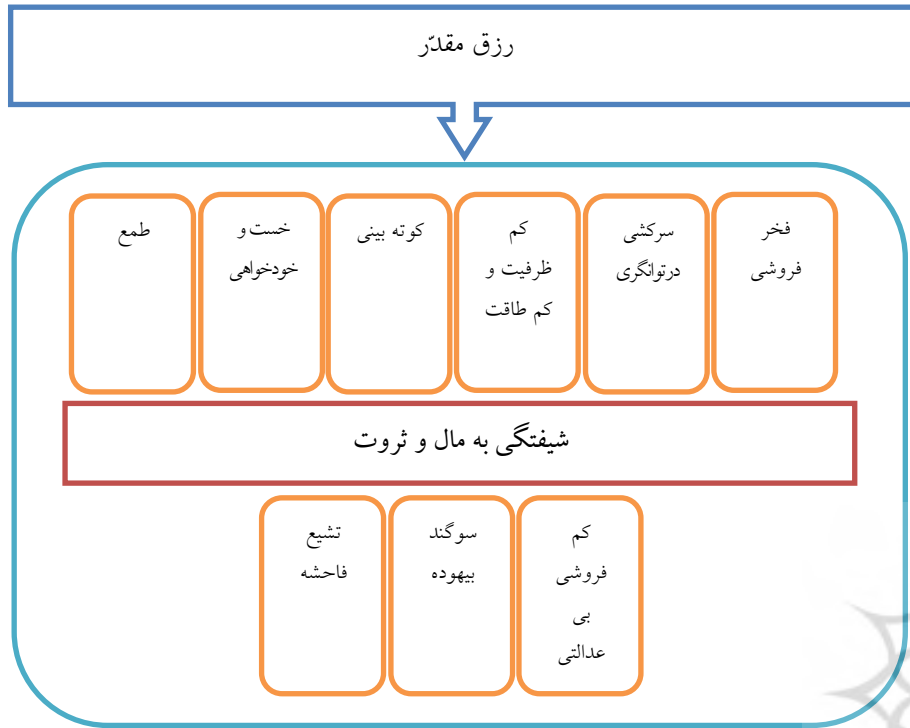 رزق مقدّر
فخر
فروشی
سرکشی
درتوانگری
کم
ظرفیت و
کم طاقت
کوته بینی
خست و
خودخواهی
طمع
شیفتگی به مال و ثروت
کم
فروشی
بی
عدالتی
سوگند
بیهوده
تشیع
فاحشه